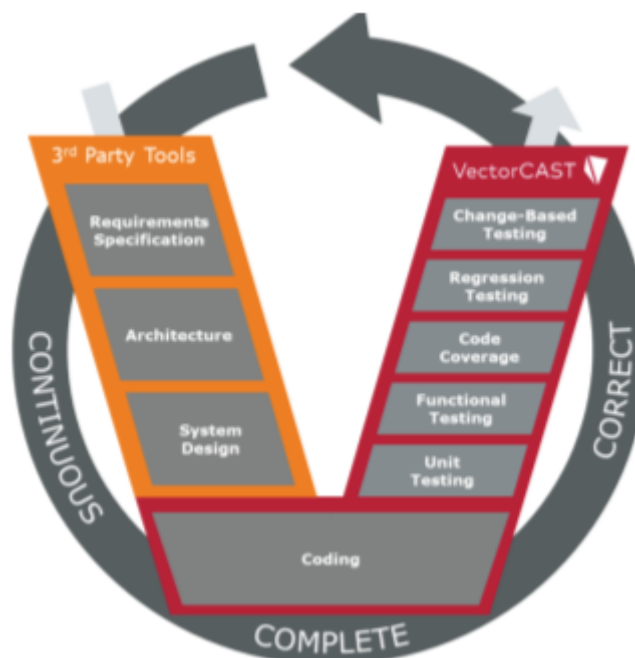 3rd Party Tools
Requirements
Specification
Architecture
System
Design
VectorCAST
Change-Based
Testing
Regression
Testing
Code
Coverage
Functional
Testing
Unit
Testing
Coding
CONTINUOUS
COMPLETE
CORRECT